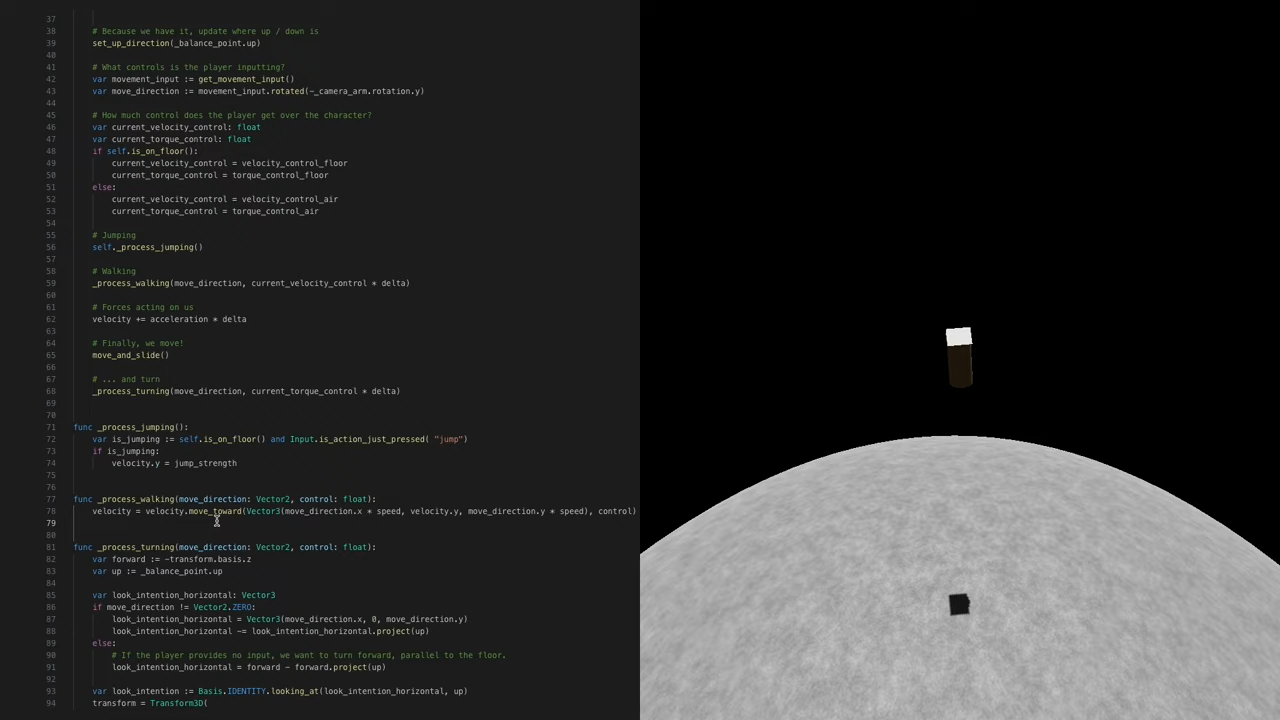 37
38 # Because we have it, update where up / down is
39 set_up_direction(_balance_point.up)
40
41 # What controls is the player inputting?
42 var movement_input := get_movement_input()
43 var move_direction := movement_input.rotated(-_camera_arm.rotation.y)
44
45 # How much control does the player get over the character?
46 var current_velocity_control: float
47 var current_torque_control: float
48 if self.is_on_floor():
49 current_velocity_control = velocity_control_floor
50 current_torque_control = torque_control_floor
51 else:
52 current_velocity_control = velocity_control_air
53 current_torque_control = torque_control_air
54
55 # Jumping
56 self._process_jumping()
57
58 # Walking
59 _process_walking(move_direction, current_velocity_control * delta)
60
61 # Forces acting on us
62 velocity += acceleration * delta
63
64 # Finally, we move!
65 move_and_slide()
66
67 # ... and turn
68 _process_turning(move_direction, current_torque_control * delta)
69
70
71 func _process_jumping():
72 var is_jumping := self.is_on_floor() and Input.is_action_just_pressed( "jump")
73 if is_jumping:
74 velocity.y = jump_strength
75
76
77 func _process_walking(move_direction: Vector2, control: float):
78 velocity = velocity.move_toward(Vector3(move_direction.x * speed, velocity.y, move_direction.y * speed), control)
79
80
81 func _process_turning(move_direction: Vector2, control: float):
82 var forward := -transform.basis.z
83 var up := _balance_point.up
84
85 var look_intention_horizontal: Vector3
86 if move_direction != Vector2.ZERO:
87 look_intention_horizontal = Vector3(move_direction.x, 0, move_direction.y)
88 look_intention_horizontal -= look_intention_horizontal.project(up)
89 else:
90 # If the player provides no input, we want to turn forward, parallel to the floor.
91 look_intention_horizontal = forward - forward.project(up)
92
93 var look_intention := Basis.IDENTITY.looking_at(look_intention_horizontal, up)
94 transform = Transform3D(